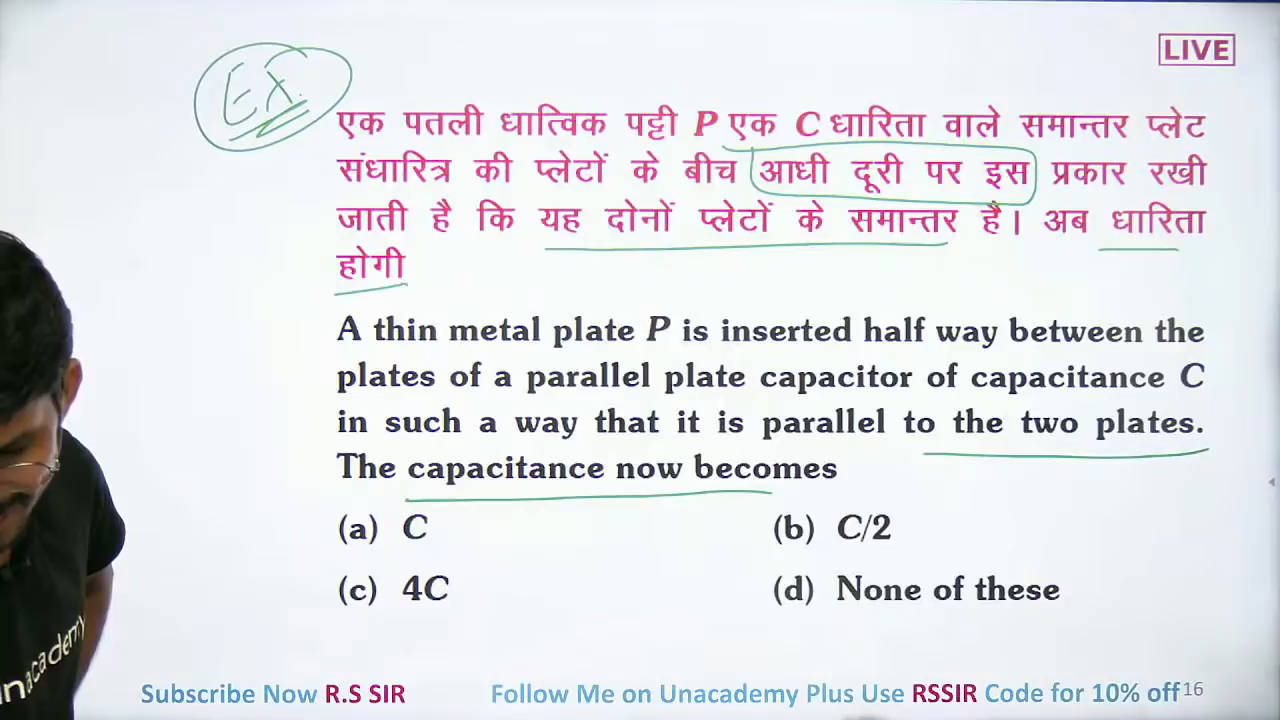 LIVE
Ex.
एक पतली धात्विक पट्टी P एक C धारिता वाले समान्तर प्लेट
संधारित्र की प्लेटों के बीच आधी दूरी पर इस प्रकार रखी
जाती है कि यह दोनों प्लेटों के समान्तर है। अब धारिता
होगी
A thin metal plate P is inserted half way between the
plates of a parallel plate capacitor of capacitance C
in such a way that it is parallel to the two plates.
The capacitance now becomes
(a) C (b) C/2
(c) 4C (d) None of these
unacademy
Subscribe Now R.S SIR Follow Me on Unacademy Plus Use RSSIR Code for 10% off 16